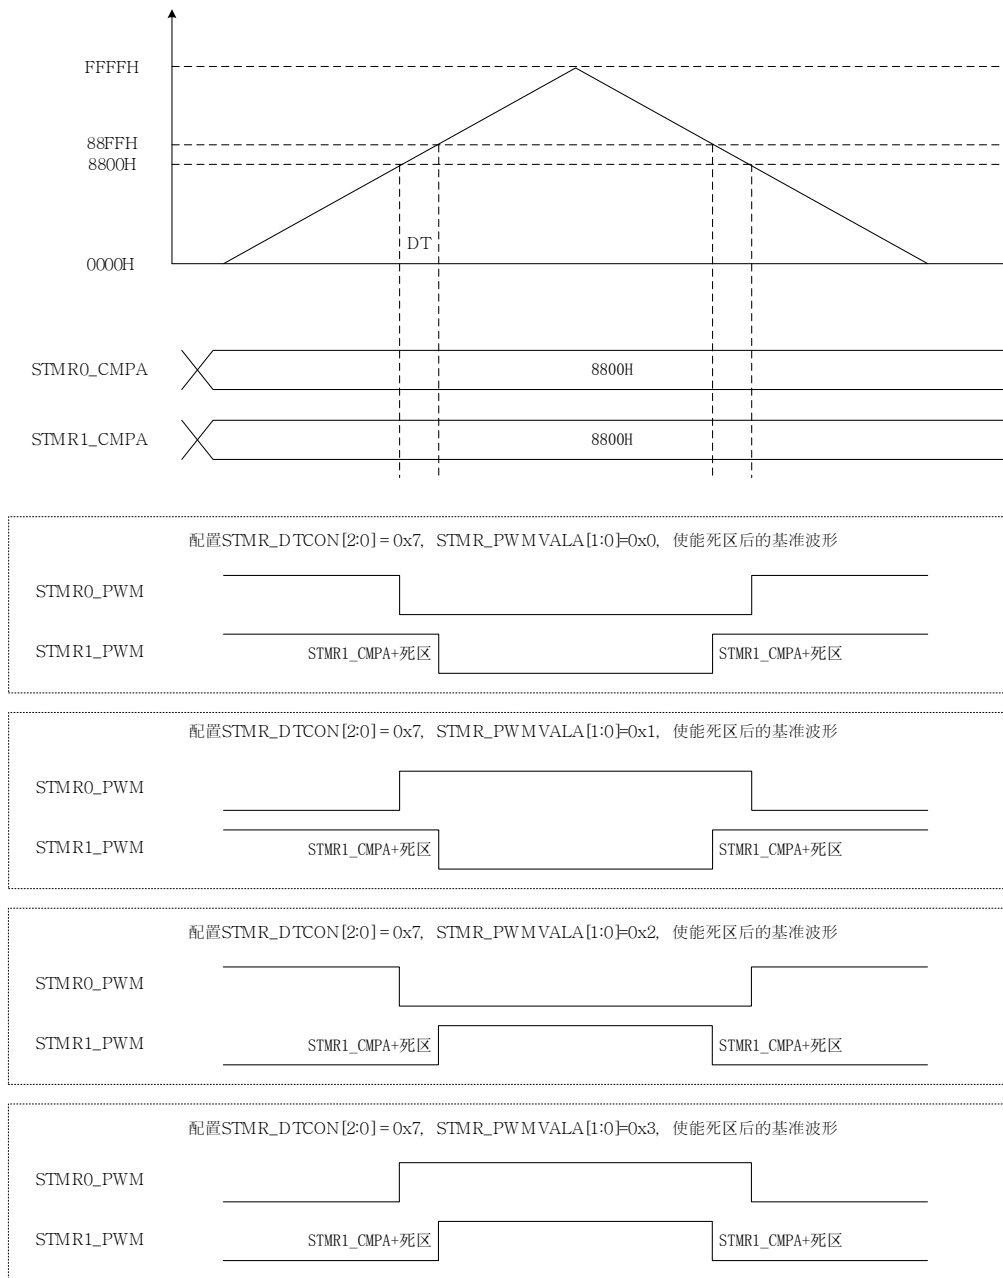 FFFFH
88FFH
8800H
DT
0000H
STMR0_CMPA
8800H
STMR1_CMPA
8800H
配置STMR_DTCON[2:0] = 0x7, STMR_PWMVALA[1:0]=0x0, 使能死区后的基准波形
STMR0_PWM
STMR1_PWM
STMR1_CMPA+死区
STMR1_CMPA+死区
配置STMR_DTCON[2:0] = 0x7, STMR_PWMVALA[1:0]=0x1, 使能死区后的基准波形
STMR0_PWM
STMR1_PWM
STMR1_CMPA+死区
STMR1_CMPA+死区
配置STMR_DTCON[2:0] = 0x7, STMR_PWMVALA[1:0]=0x2, 使能死区后的基准波形
STMR0_PWM
STMR1_PWM
STMR1_CMPA+死区
STMR1_CMPA+死区
配置STMR_DTCON[2:0] = 0x7, STMR_PWMVALA[1:0]=0x3, 使能死区后的基准波形
STMR0_PWM
STMR1_PWM
STMR1_CMPA+死区
STMR1_CMPA+死区